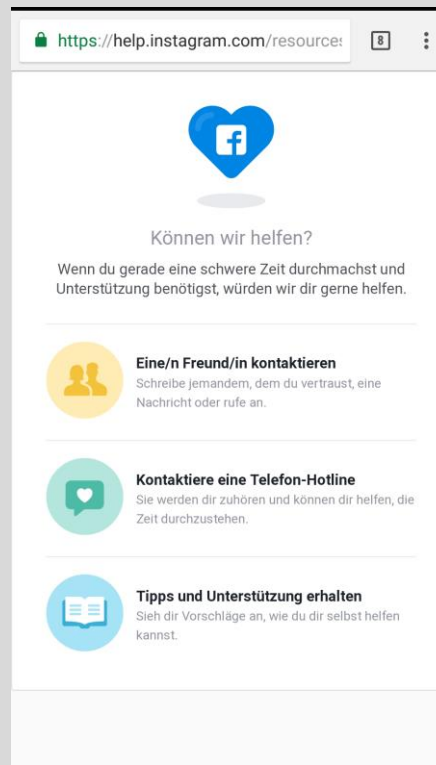 https://help.instagram.com/resources
8
Können wir helfen?
Wenn du gerade eine schwere Zeit durchmachst und
Unterstützung benötigst, würden wir dir gerne helfen.
Eine/n Freund/in kontaktieren
Schreibe jemandem, dem du vertraust, eine
Nachricht oder rufe an.
Kontaktiere eine Telefon-Hotline
Sie werden dir zuhören und können dir helfen, die
Zeit durchzustehen.
Tipps und Unterstützung erhalten
Sieh dir Vorschläge an, wie du dir selbst helfen
kannst.